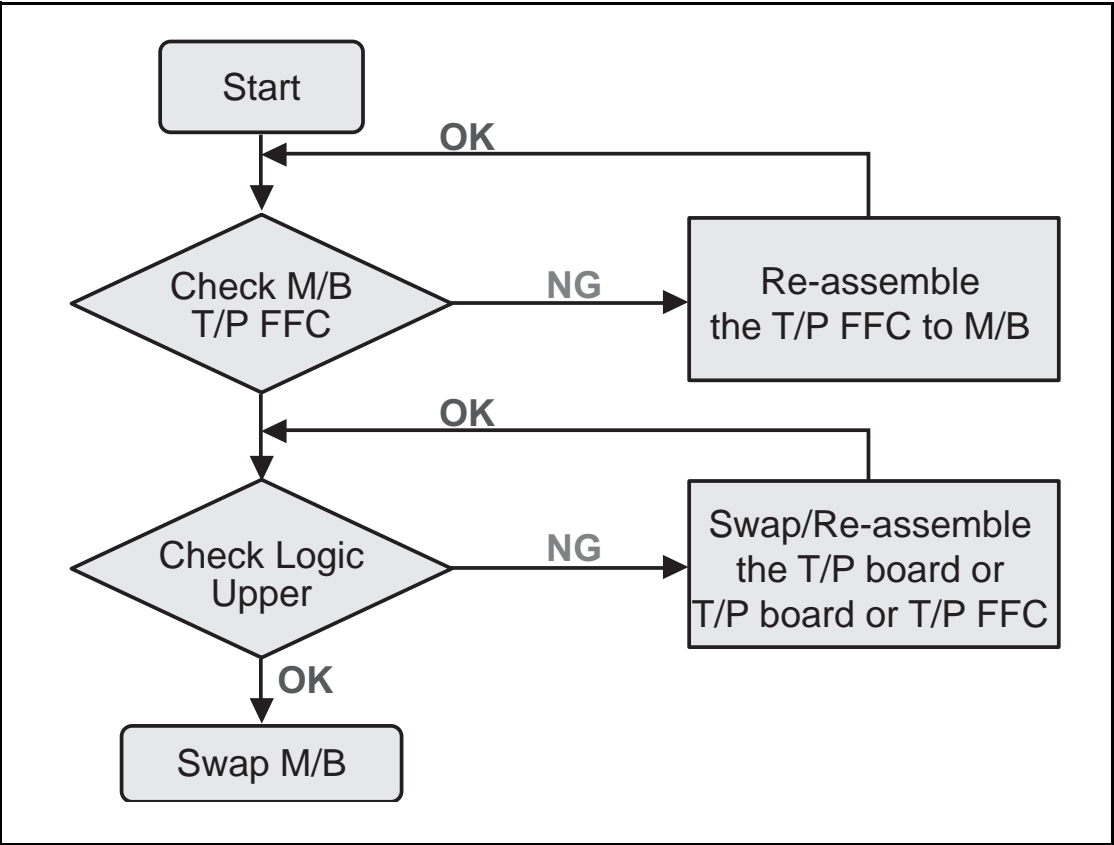 Start
OK
Check M/B
T/P FFC
NG
Re-assemble
the T/P FFC to M/B
OK
Check Logic
Upper
NG
Swap/Re-assemble
the T/P board or
T/P board or T/P FFC
OK
Swap M/B